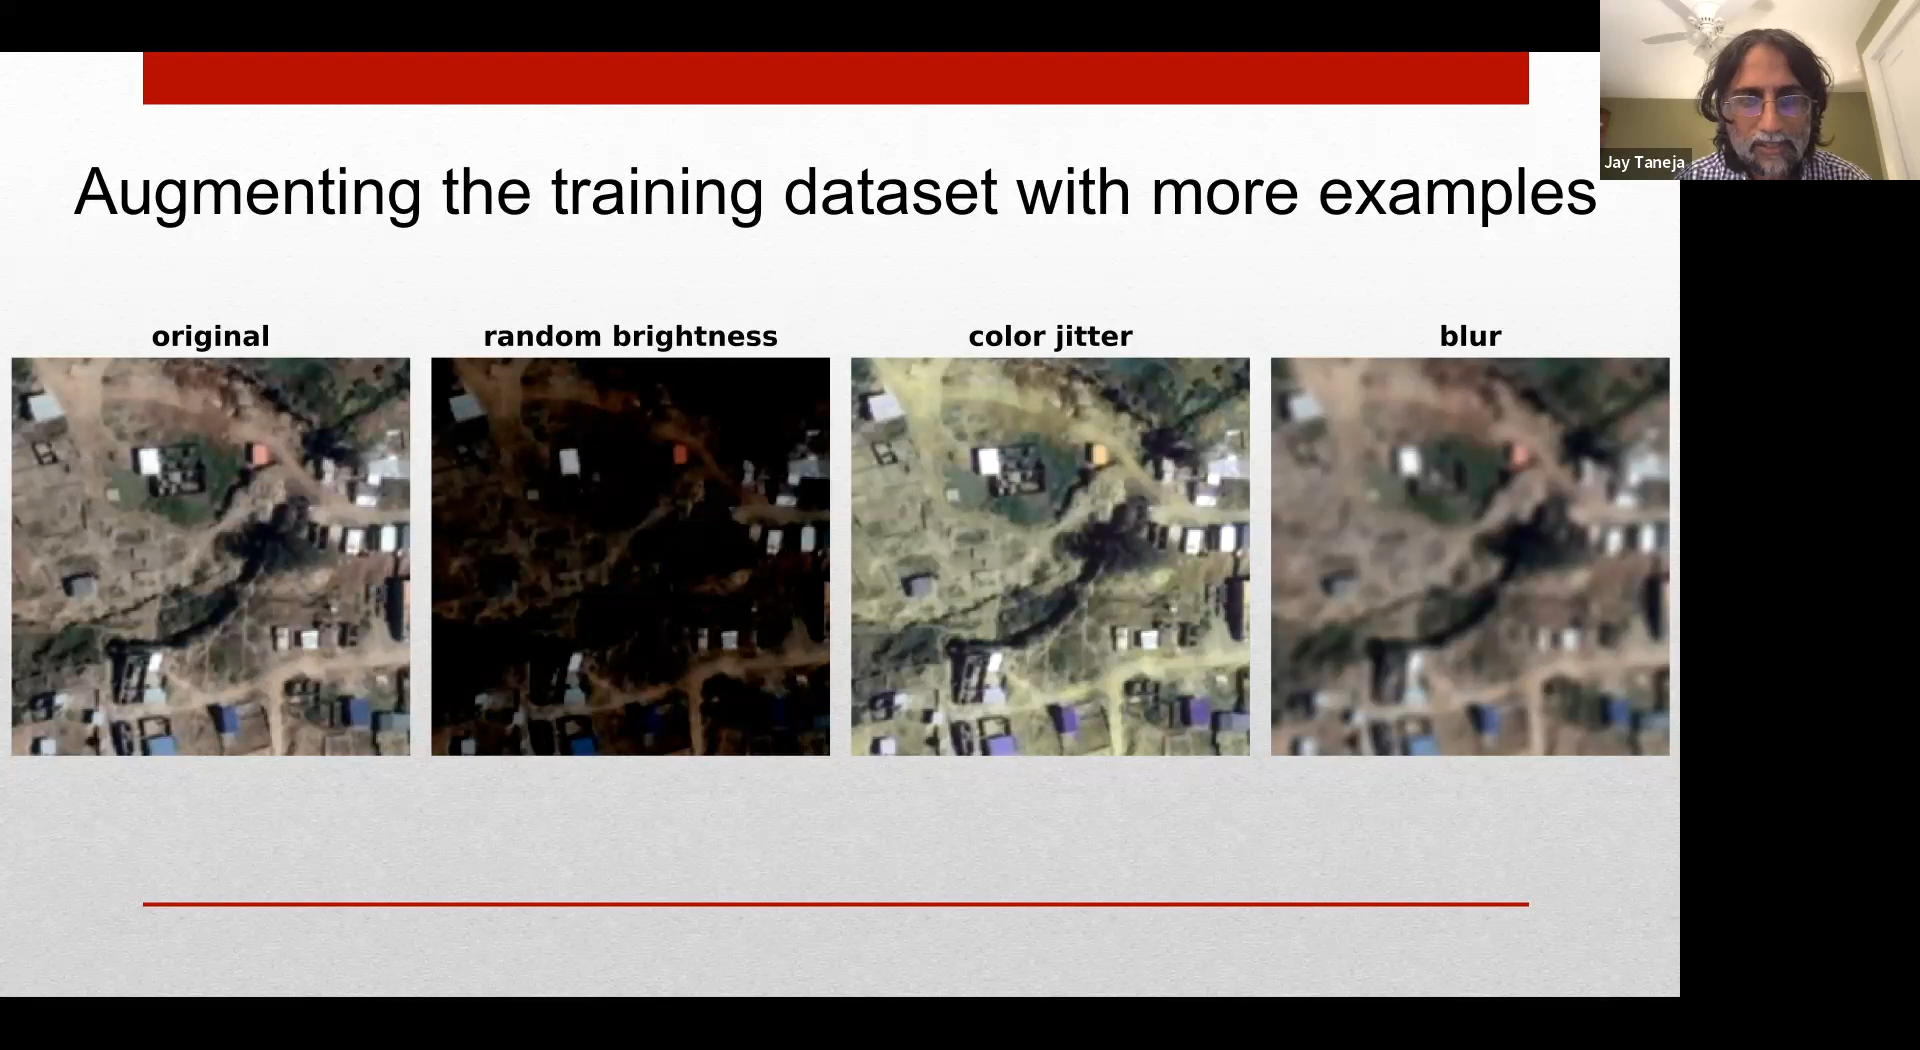 Jay Taneja
Augmenting the training dataset with more examples
original
random brightness
color jitter
blur